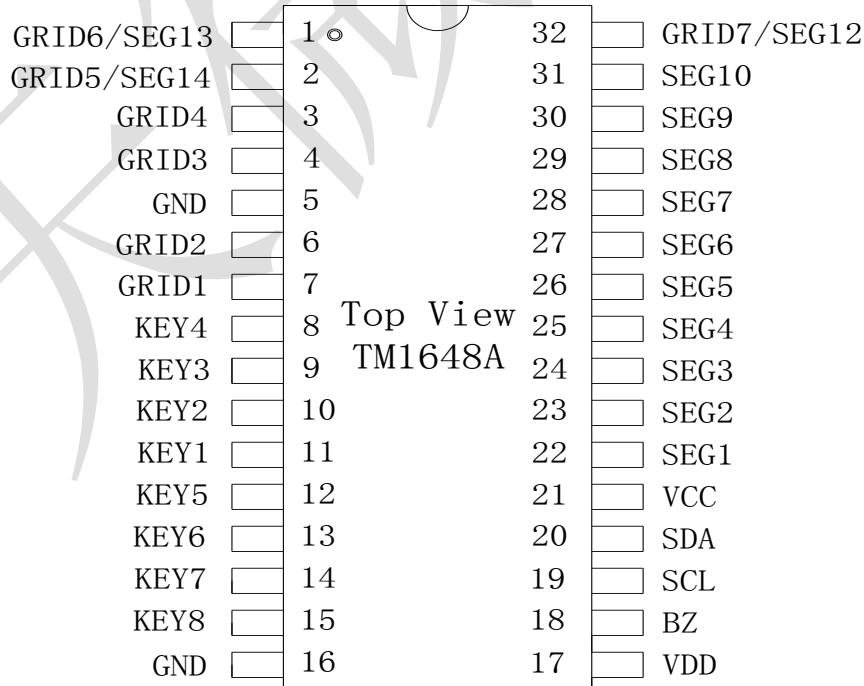 GRID6/SEG13 1 32 GRID7/SEG12
GRID5/SEG14 2 31 SEG10
GRID4 3 30 SEG9
GRID3 4 29 SEG8
GND 5 28 SEG7
GRID2 6 27 SEG6
GRID1 7 26 SEG5
Top View
KEY4 8 25 SEG4
TM1648A
KEY3 9 24 SEG3
KEY2 10 23 SEG2
KEY1 11 22 SEG1
KEY5 12 21 VCC
KEY6 13 20 SDA
KEY7 14 19 SCL
KEY8 15 18 BZ
GND 16 17 VDD